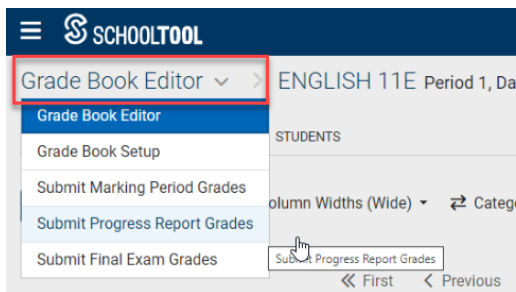 SCHOOLTOOL
Grade Book Editor > ENGLISH 11E Period 1, Da
Grade Book Editor
STUDENTS
Grade Book Setup
Submit Marking Period Grades
olumn Widths (Wide) Categ
Submit Progress Report Grades
Submit Progress Report Grades
Submit Final Exam Grades
First Previous